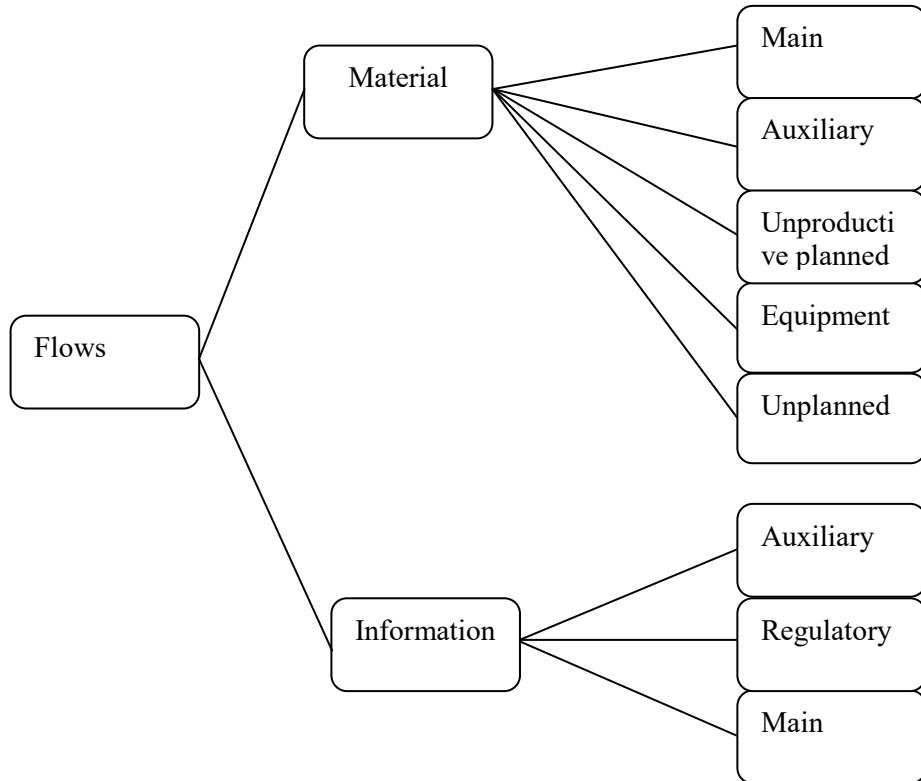 Main
Material
Auxiliary
Unproducti
ve planned
Equipment
Flows
Unplanned
Auxiliary
Information
Regulatory
Main